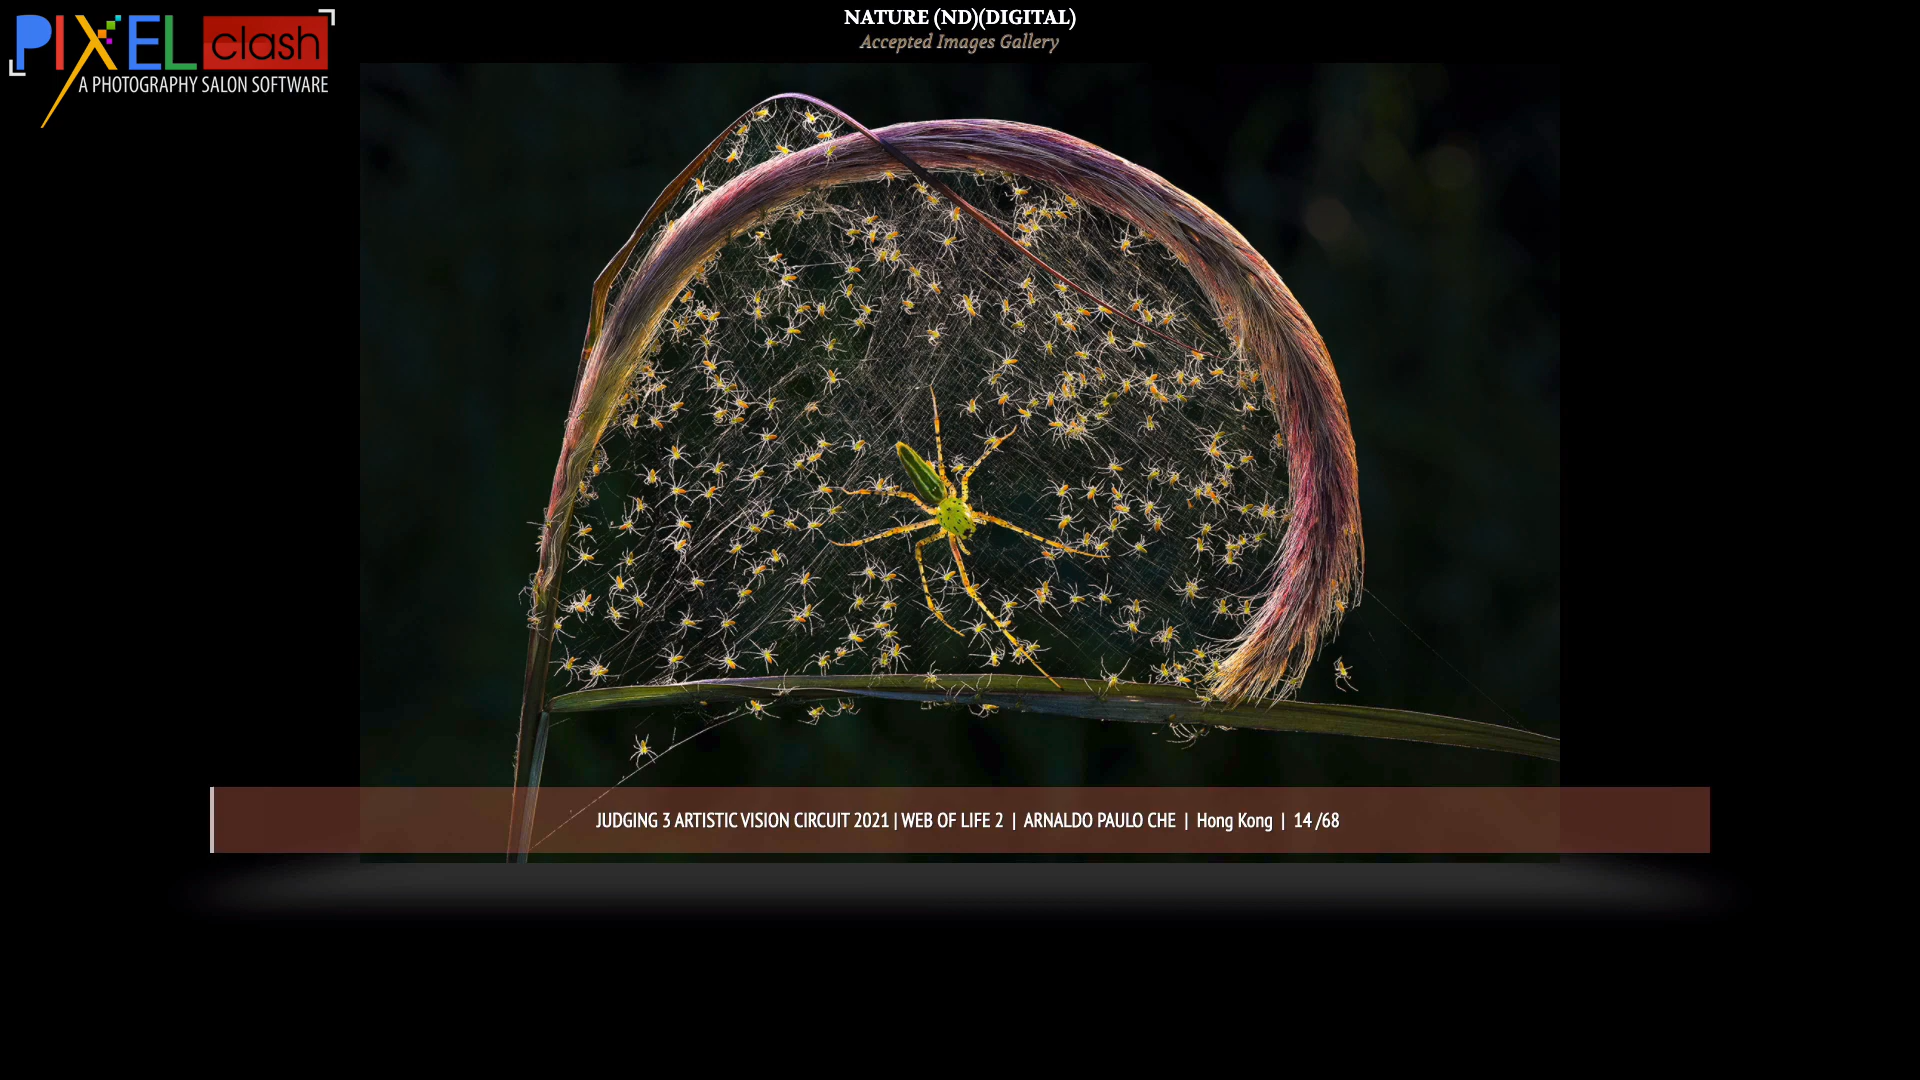 PIXEL clash
A PHOTOGRAPHY SALON SOFTWARE
NATURE (ND)(DIGITAL)
Accepted Images Gallery
JUDGING 3 ARTISTIC VISION CIRCUIT 2021 | WEB OF LIFE 2 | ARNALDO PAULO CHE | Hong Kong | 14 /68